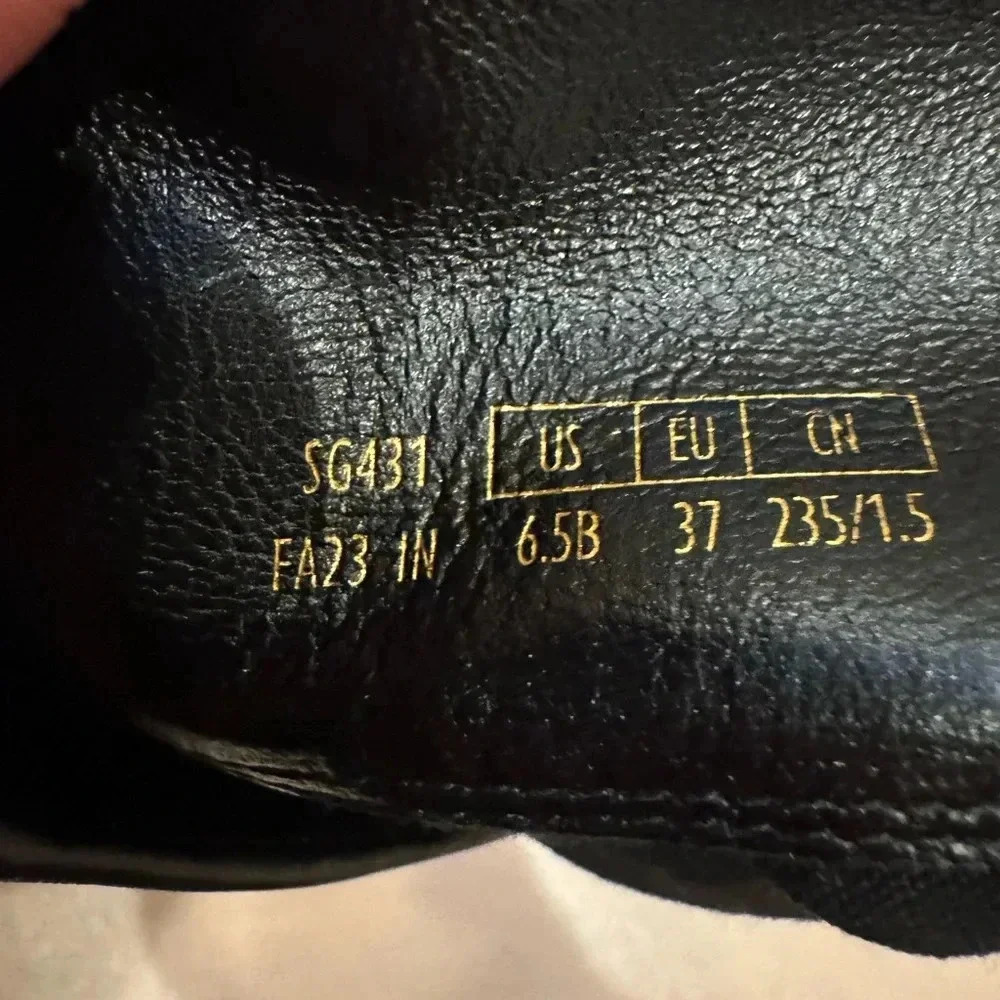 SG431 US EU CN
FA23 IN 6.5B 37 235/1.5